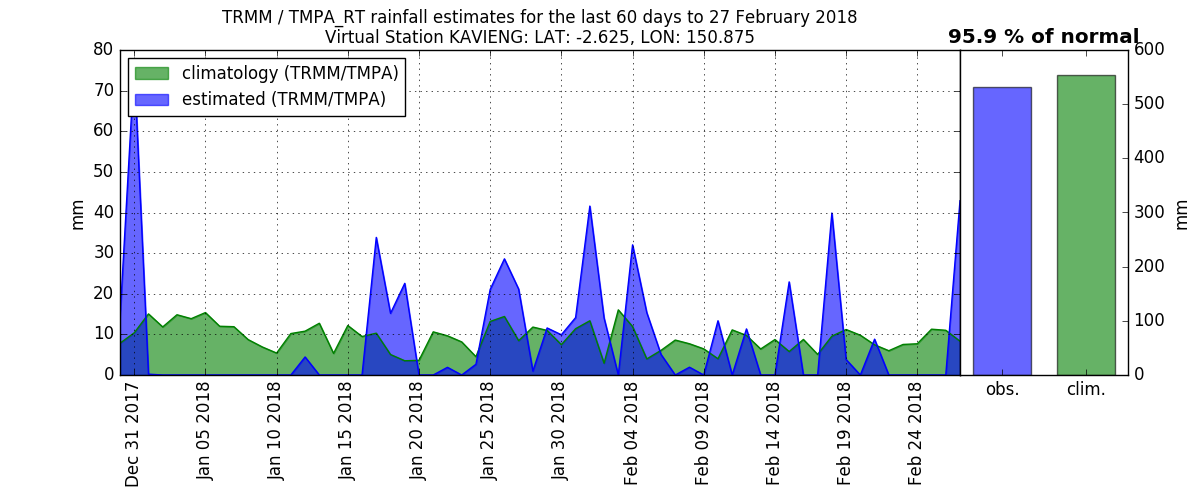 TRMM / TMPA_RT rainfall estimates for the last 60 days to 27 February 2018
Virtual Station KAVIENG: LAT: -2.625, LON: 150.875
95.9 % of normal
climatology (TRMM/TMPA)
estimated (TRMM/TMPA)
80
70
60
50
40
30
20
10
0
mm
Dec 31 2017
Jan 05 2018
Jan 10 2018
Jan 15 2018
Jan 20 2018
Jan 25 2018
Jan 30 2018
Feb 04 2018
Feb 09 2018
Feb 14 2018
Feb 19 2018
Feb 24 2018
obs.
clim.
600
500
400
300
200
100
0
mm